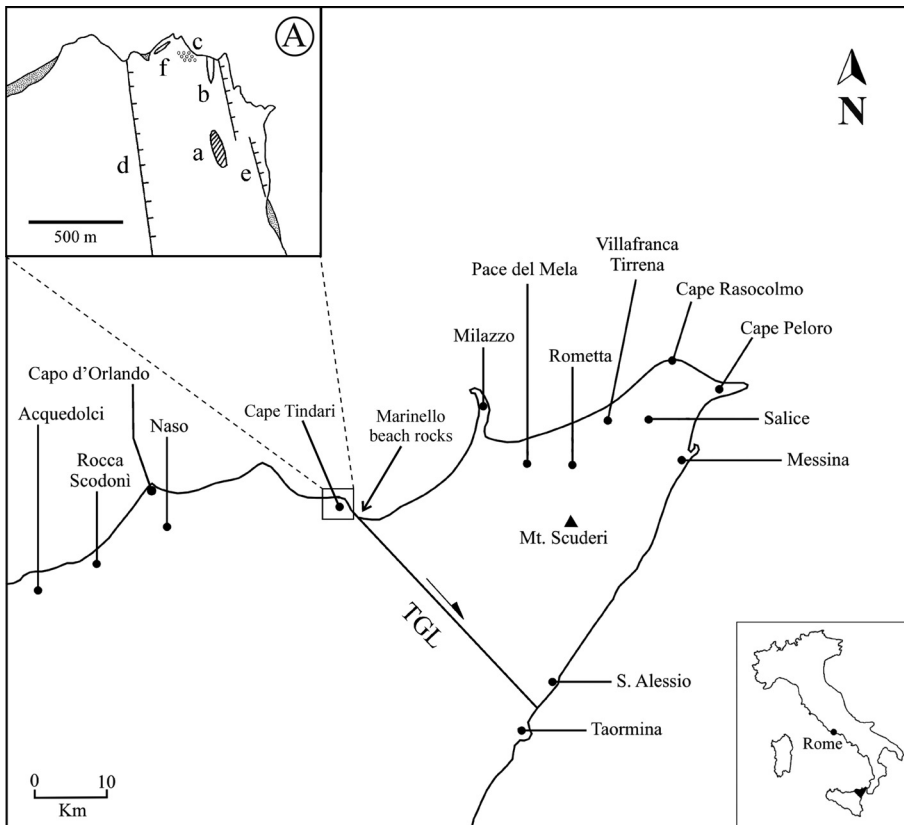 A
c
f
b
a
d
e
500 m
N
Villafranca
Tirrena
Pace del Mela
Cape Rasocolmo
Cape Peloro
Milazzo
Rometta
Capo d’Orlando
Acquedolci
Naso
Cape Tindari
Marinello
beach rocks
Salice
Rocca
Scodonì
Messina
Mt. Scuderi
TGL
S. Alessio
Taormina
Rome
0 10
Km